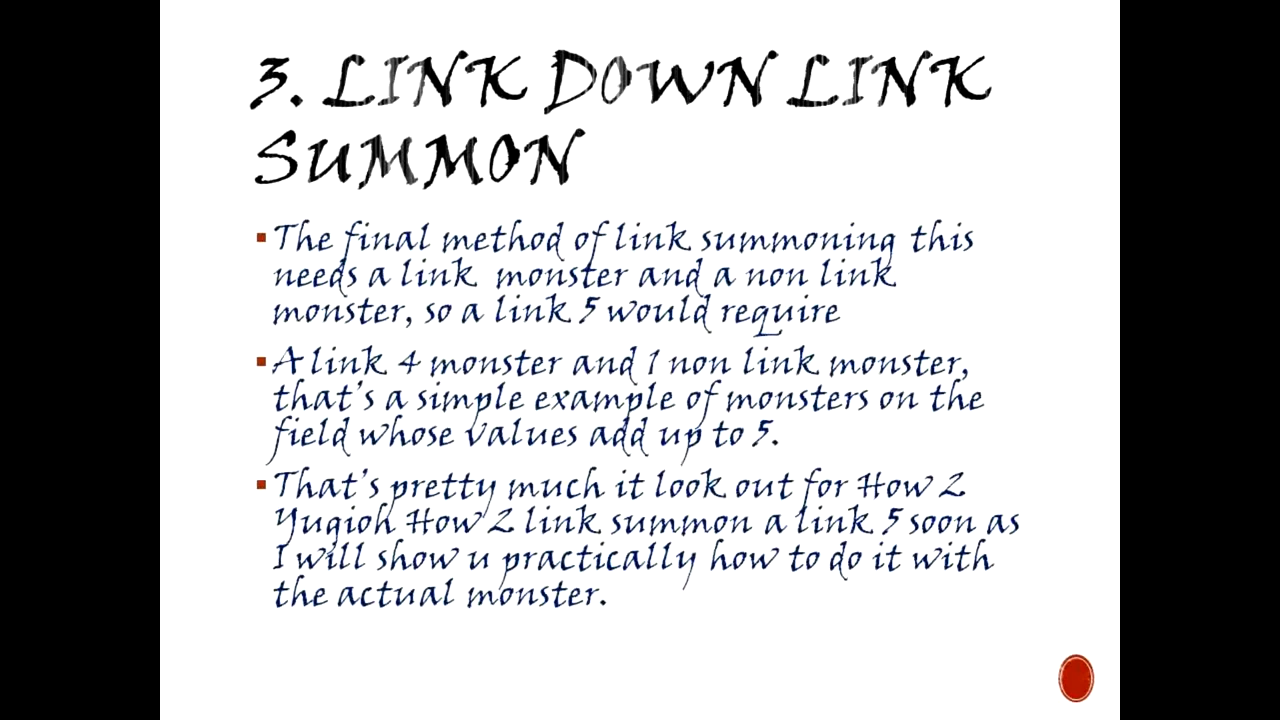 3. LINK DOWN LINK
SUMMON
▪The final method of link summoning this
needs a link monster and a non link
monster, so a link 5 would require
▪A link 4 monster and 1 non link monster,
that's a simple example of monsters on the
field whose values add up to 5.
▪That's pretty much it look out for How 2
Yugioh How 2 link summon a link 5 soon as
I will show u practically how to do it with
the actual monster.